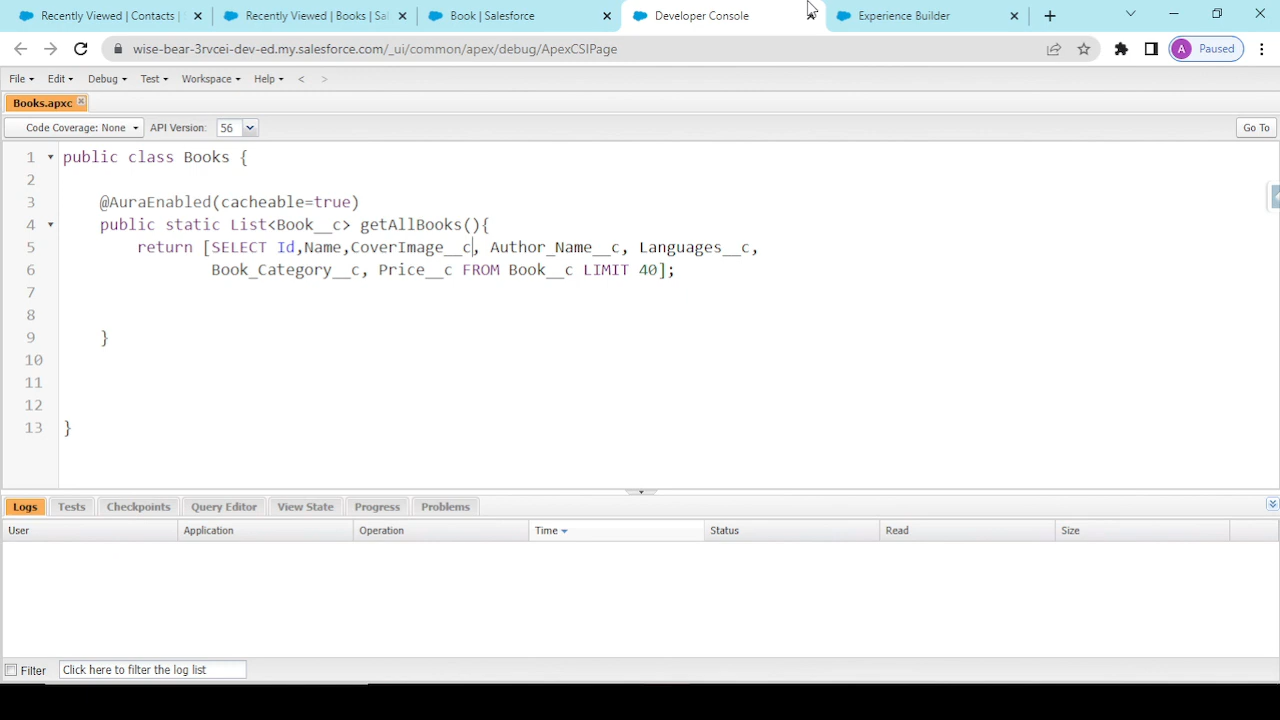 Recently Viewed | Contacts |
Recently Viewed | Books | Sal
Book | Salesforce
Developer Console
Experience Builder
wise-bear-3rvcei-dev-ed.my.salesforce.com/_ui/common/apex/debug/ApexCSIPage
A Paused
File Edit Debug Test Workspace Help < >
Books.apxc
Code Coverage: None API Version: 56 Go To
1 public class Books {
2
3 @AuraEnabled(cacheable=true)
4 public static List<Book__c> getAllBooks(){
5 return [SELECT Id,Name,CoverImage__c, Author_Name__c, Languages__c,
6 Book_Category__c, Price__c FROM Book__c LIMIT 40];
7
8
9 }
10
11
12
13 }
Logs Tests Checkpoints Query Editor View State Progress Problems
User Application Operation Time Status Read Size
Filter Click here to filter the log list